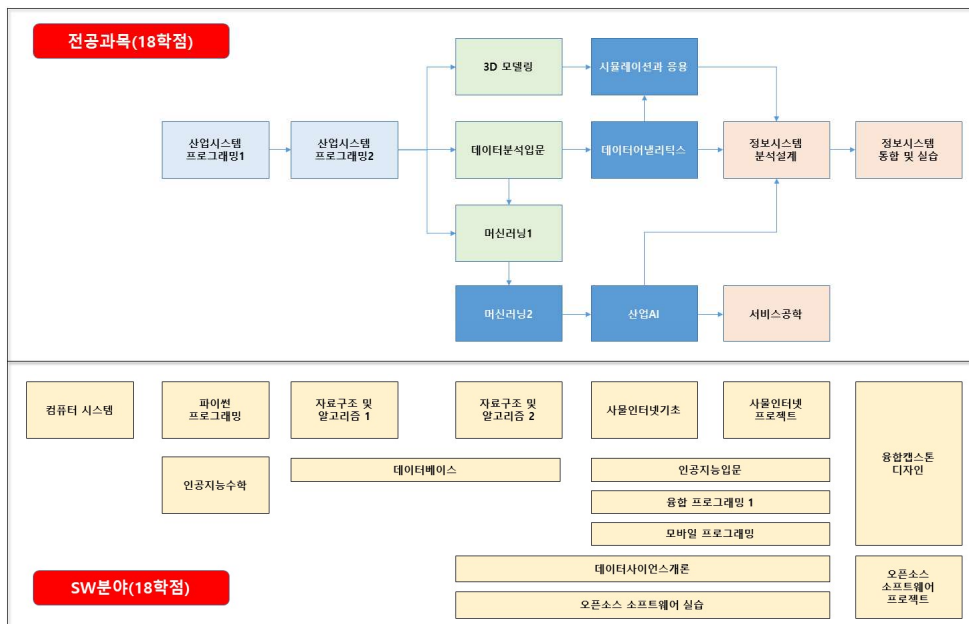 전공과목(18학점)
3D 모델링
시뮬레이션과 응용
산업시스템
프로그래밍1
산업시스템
프로그래밍2
데이터분석입문
데이터어낼리틱스
정보시스템
분석설계
정보시스템
통합 및 실습
머신러닝1
머신러닝2
산업AI
서비스공학
컴퓨터 시스템
파이썬
프로그래밍
자료구조 및
알고리즘 1
자료구조 및
알고리즘 2
사물인터넷기초
사물인터넷
프로젝트
융합캡스톤
디자인
인공지능수학
데이터베이스
인공지능입문
융합 프로그래밍 1
모바일 프로그래밍
데이터사이언스개론
오픈소스 소프트웨어 실습
오픈소스
소프트웨어
프로젝트
SW분야(18학점)